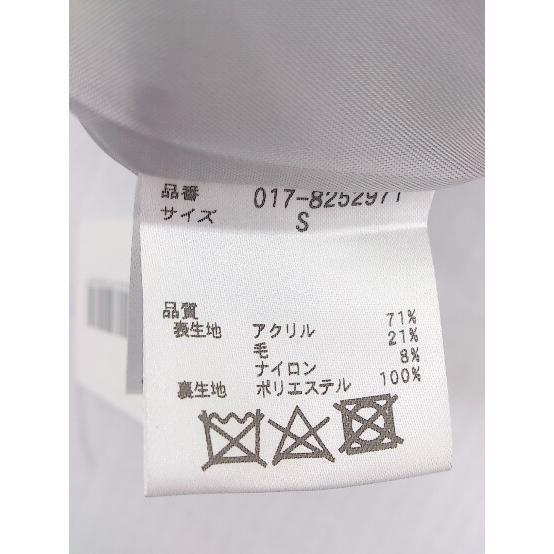 品番 017-8252971
サイズ S
品質
表生地 アクリル 71%
毛 21%
ナイロン 8%
裏生地 ポリエステル 100%